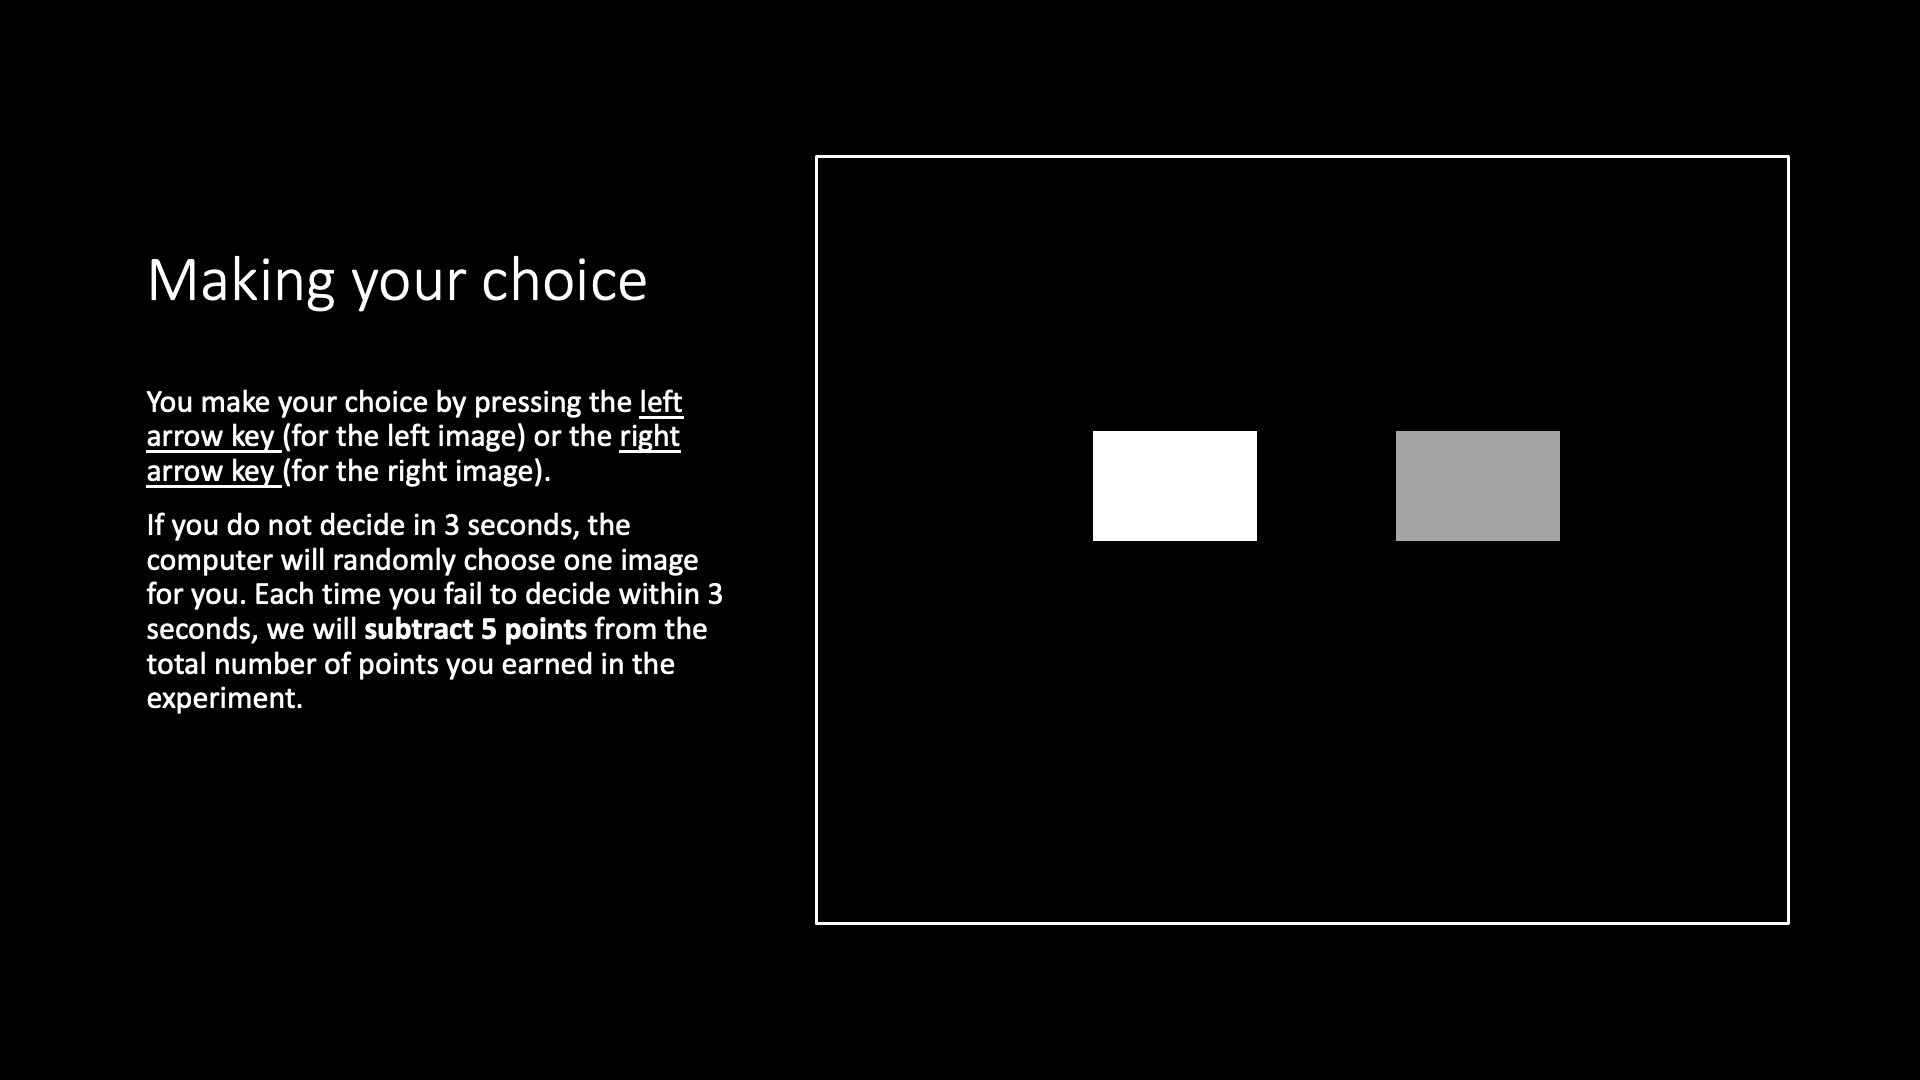 Making your choice
You make your choice by pressing the left
arrow key (for the left image) or the right
arrow key (for the right image).
If you do not decide in 3 seconds, the
computer will randomly choose one image
for you. Each time you fail to decide within 3
seconds, we will subtract 5 points from the
total number of points you earned in the
experiment.